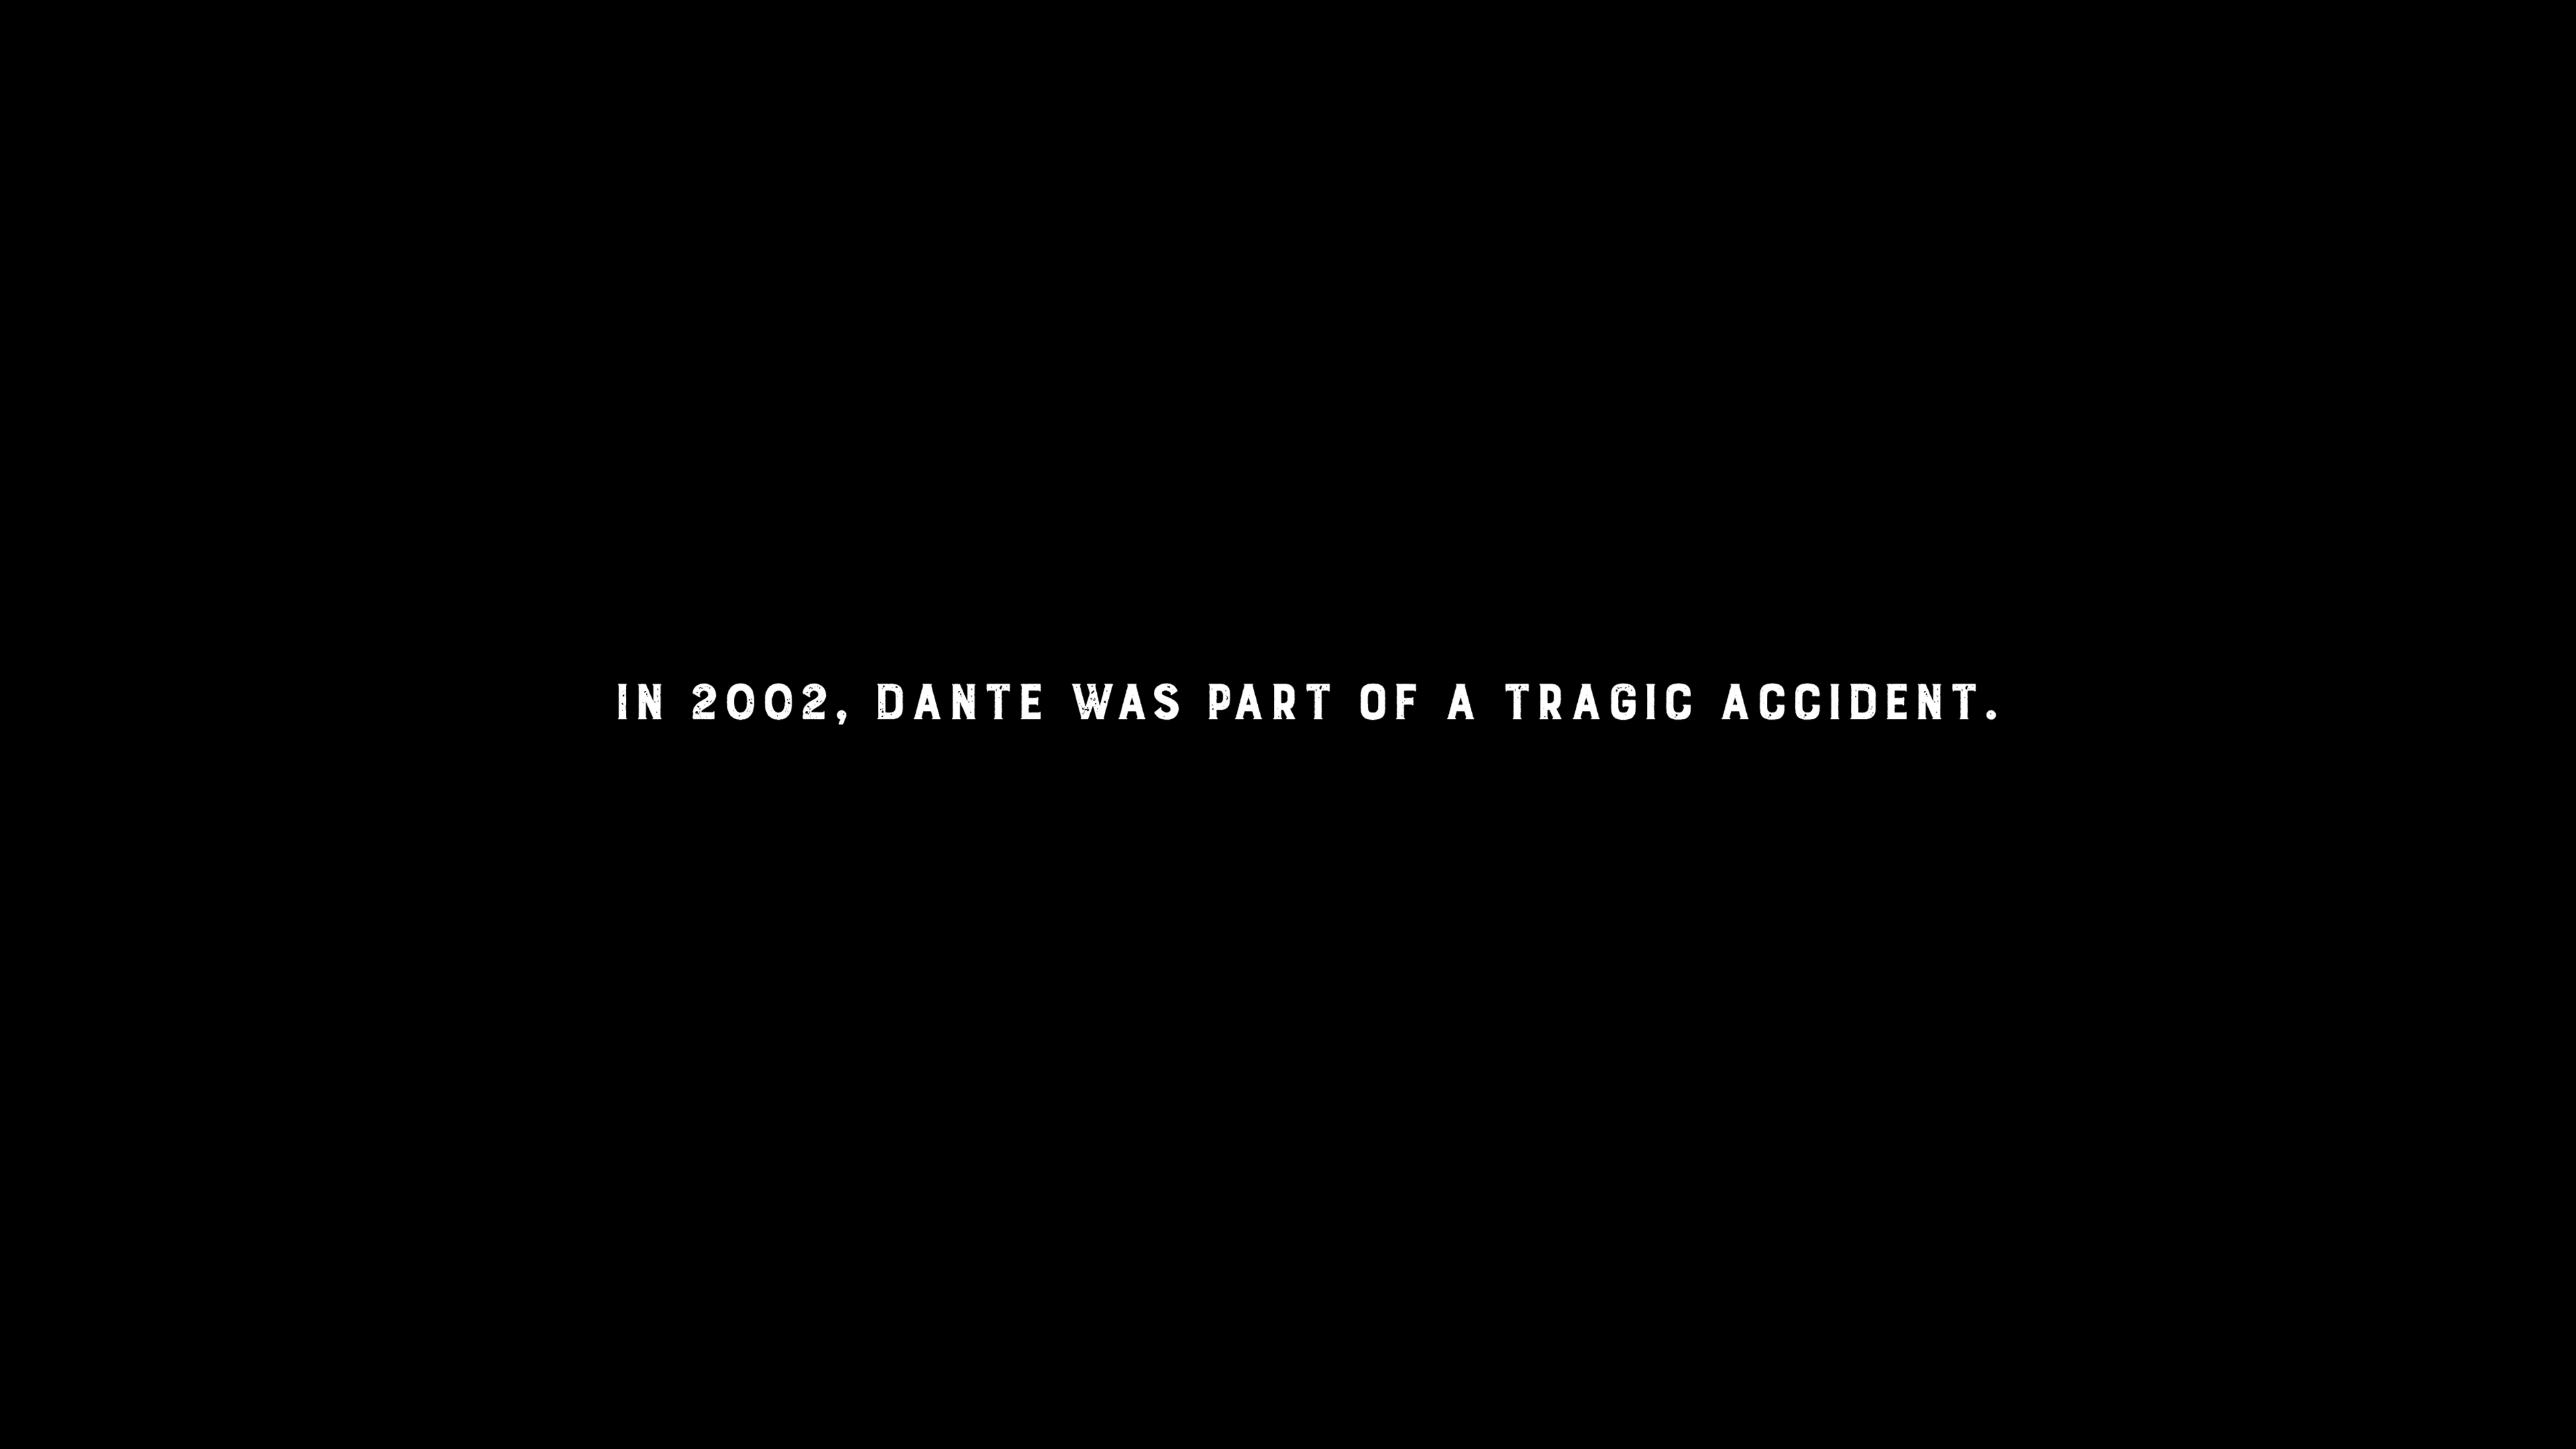 IN 2002, DANTE WAS PART OF A TRAGIC ACCIDENT.